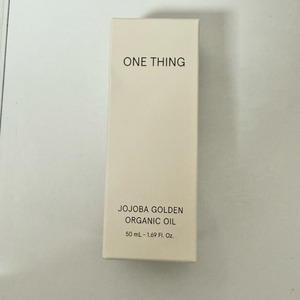 ONE THING
JOJOBA GOLDEN
ORGANIC OIL
50 mL - 1.69 Fl. Oz.